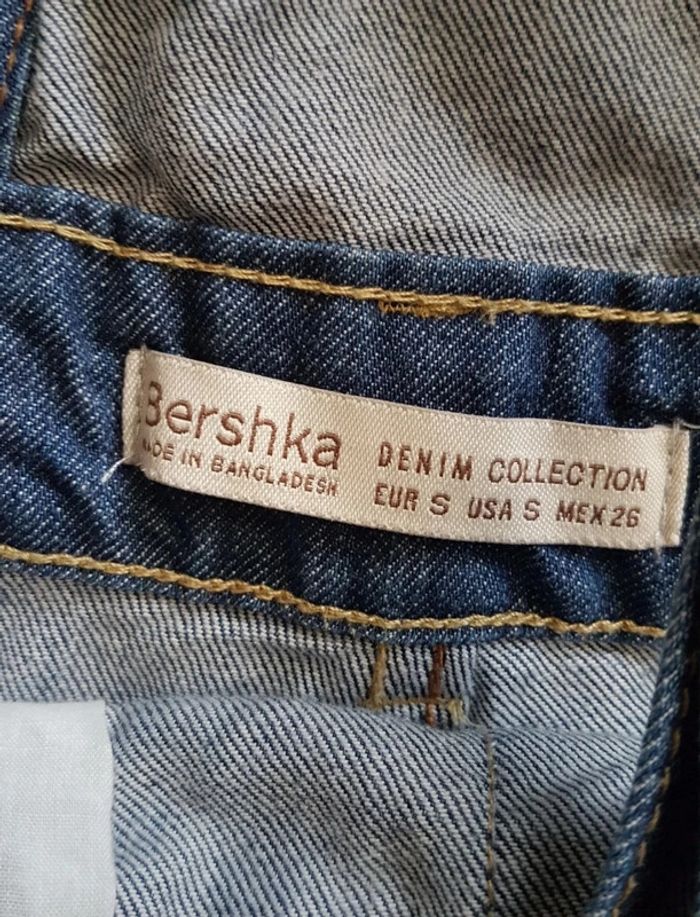 Bershka
MADE IN BANGLADESH
DENIM COLLECTION
EUR S USA S MEX 26